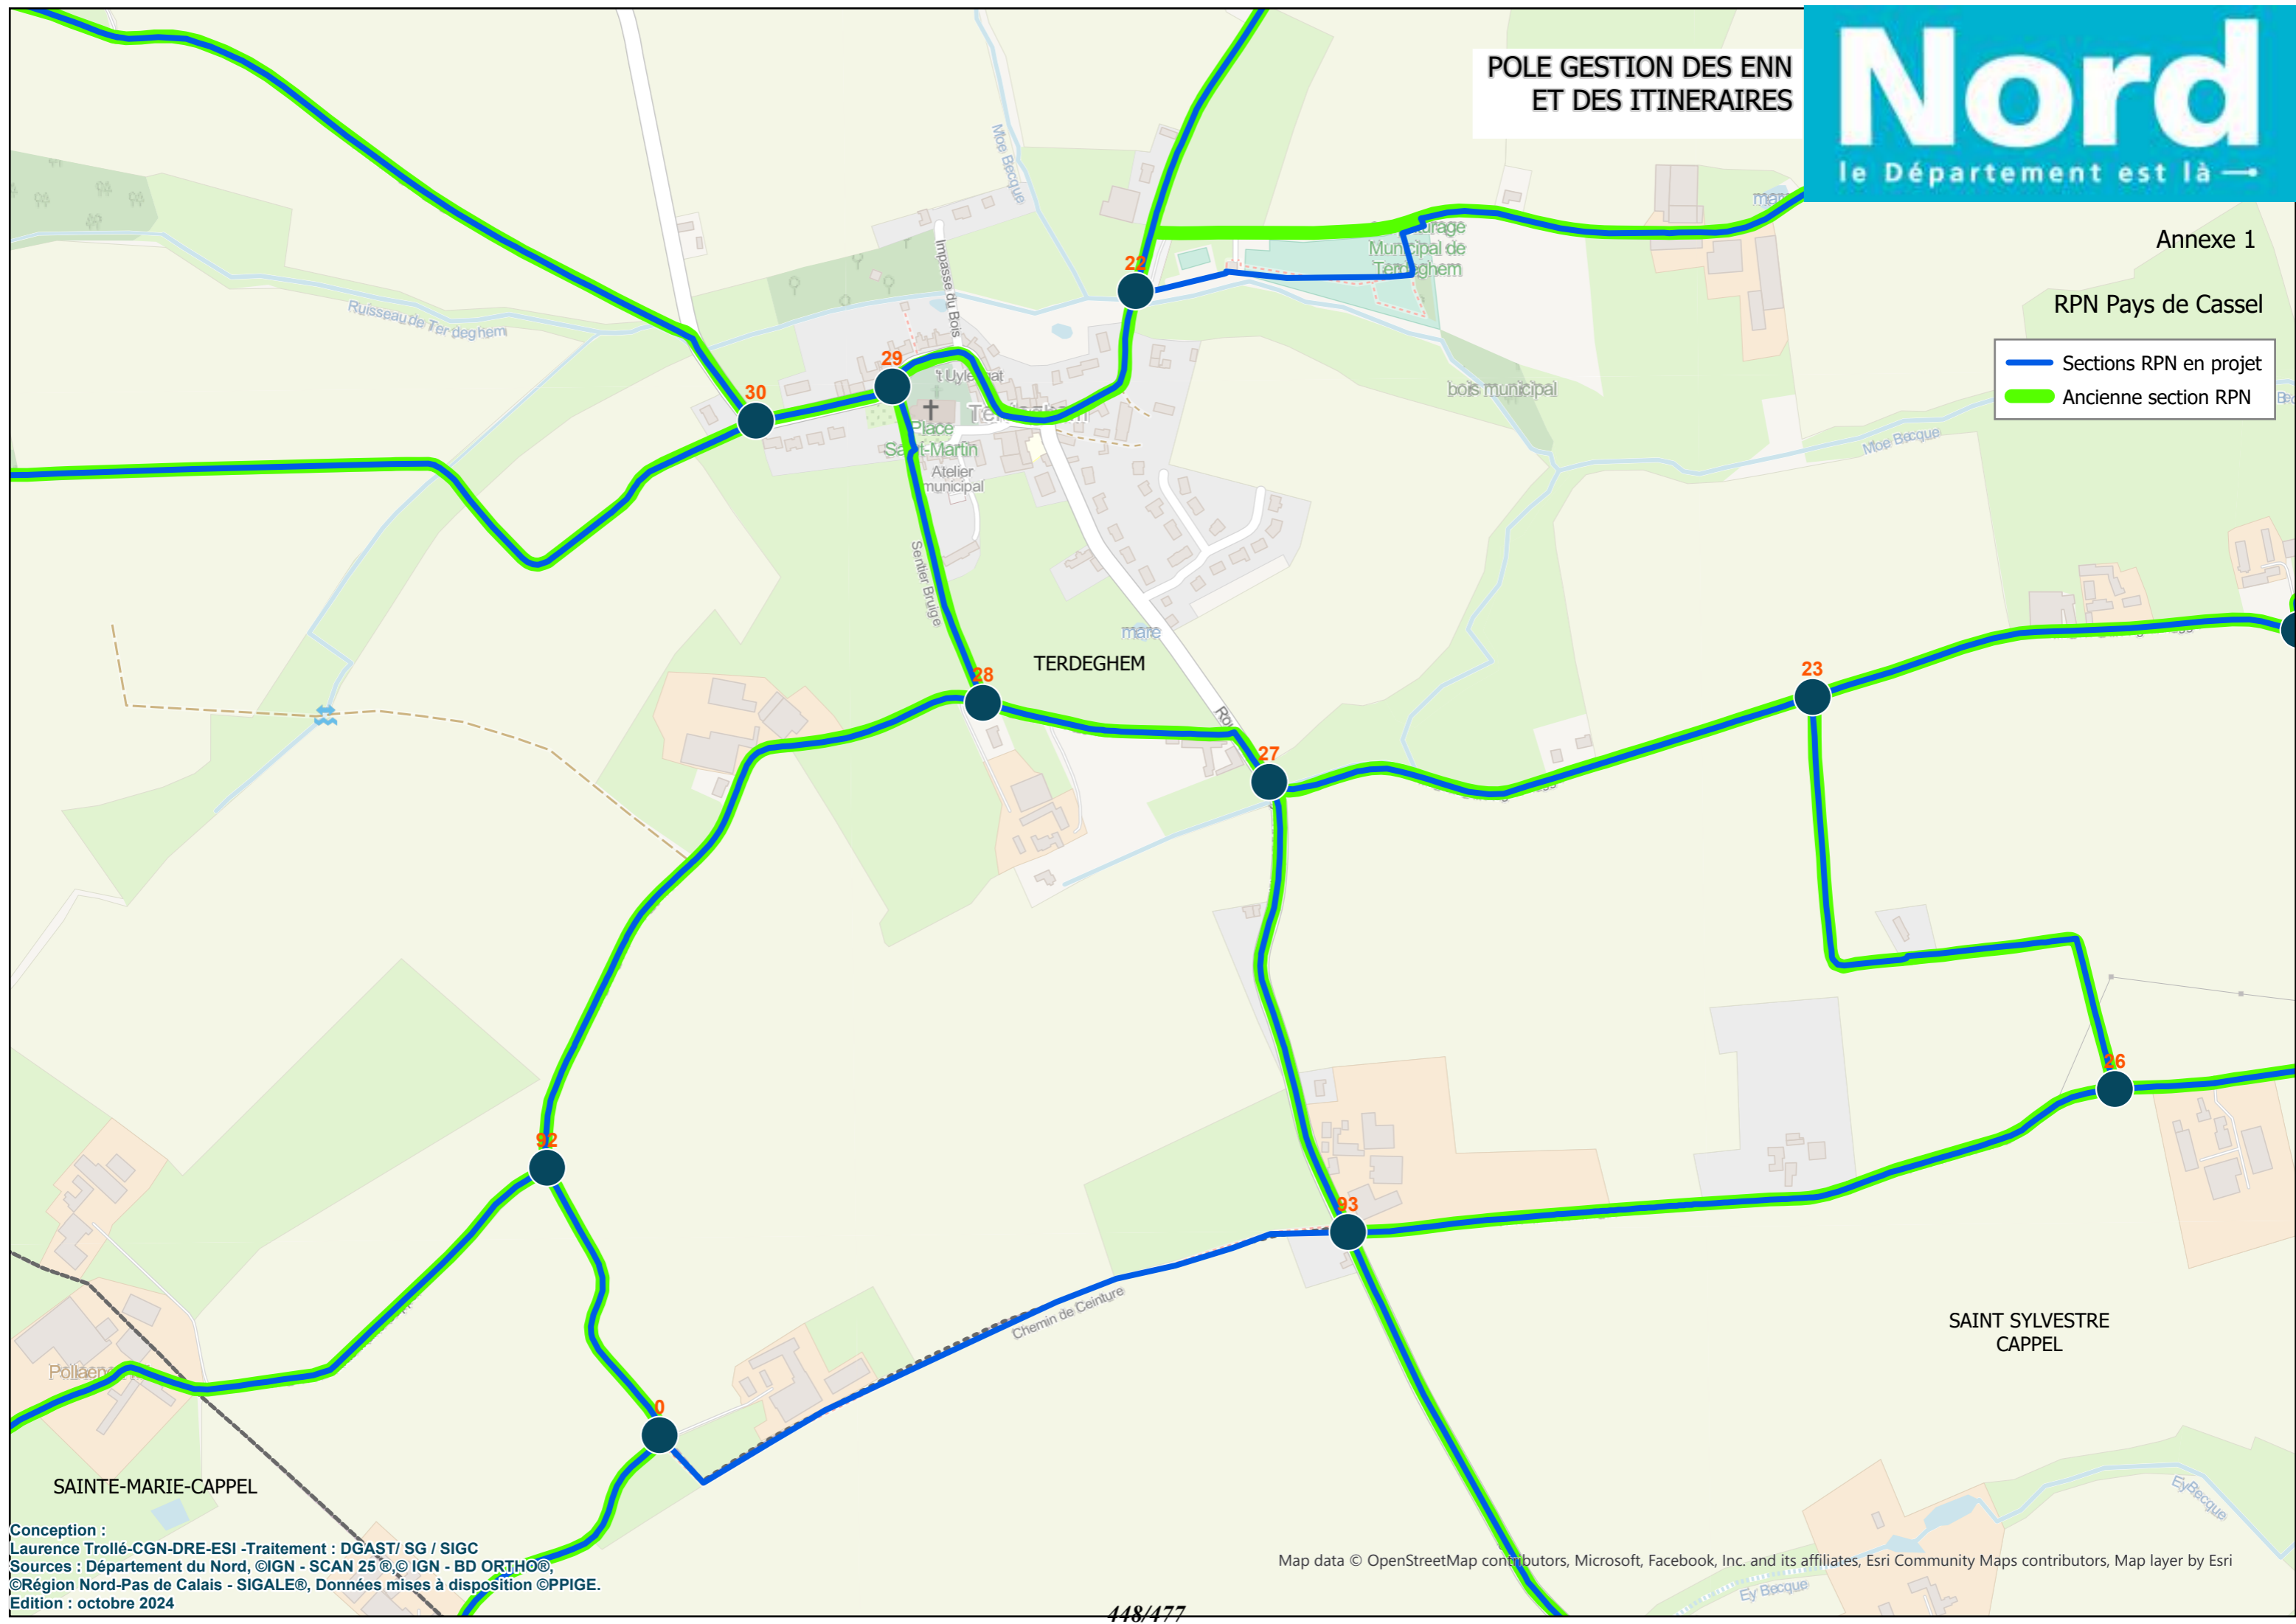 POLE GESTION DES ENN
ET DES ITINERAIRES
Nord
le Département est là
Annexe 1
RPN Pays de Cassel
Sections RPN en projet
Ancienne section RPN
Moe Becque
mare
Municipal de
Terdeghem
22
Impasse du Bois
Ruisseau de Terdeghem
29
30
Place
Saint-Martin
Atelier
municipal
bois municipal
Moe Becque
Sentier Bruige
mare
TERDEGHEM
28
23
27
26
92
93
Chemin de Ceinture
SAINT SYLVESTRE
CAPPEL
0
SAINTE-MARIE-CAPPEL
Ey Becque
Ey Becque
Conception :
Laurence Trollé-CGN-DRE-ESI -Traitement : DGAST/ SG / SIGC
Sources : Département du Nord, ©IGN - SCAN 25 ®,© IGN - BD ORTHO®,
©Région Nord-Pas de Calais - SIGALE®, Données mises à disposition ©PPIGE.
Edition : octobre 2024
Map data © OpenStreetMap contributors, Microsoft, Facebook, Inc. and its affiliates, Esri Community Maps contributors, Map layer by Esri
448/477